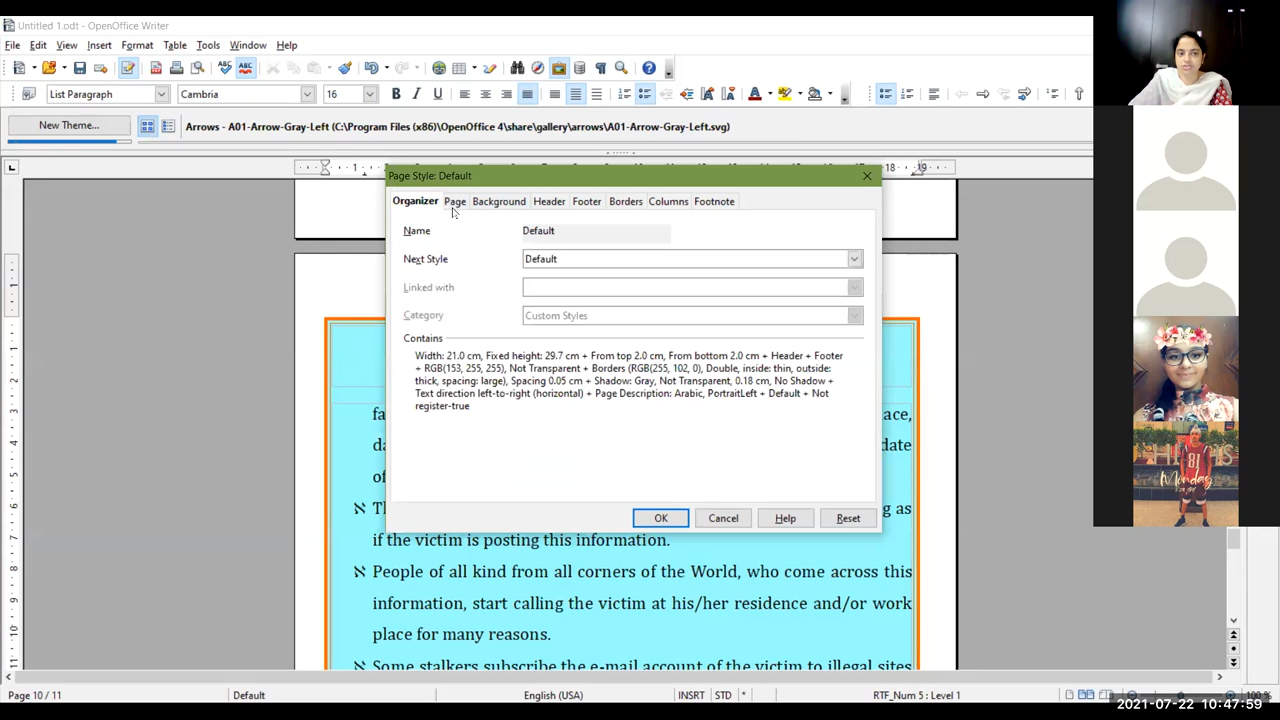 Untitled 1.odt - OpenOffice Writer
File Edit View Insert Format Table Tools Window Help
List Paragraph Cambria 16 B I U
New Theme... Arrows - A01-Arrow-Gray-Left (C:\Program Files (x86)\OpenOffice 4\share\gallery\arrows\A01-Arrow-Gray-Left.svg)
Page Style: Default
Organizer Page Background Header Footer Borders Columns Footnote
Name Default
Next Style Default
Linked with
Category Custom Styles
Contains
Width: 21.0 cm, Fixed height: 29.7 cm + From top 2.0 cm, From bottom 2.0 cm + Header + Footer
+ RGB(153, 255, 255), Not Transparent + Borders (RGB(255, 102, 0), Double, inside: thin, outside:
thick, spacing: large), Spacing 0.05 cm + Shadow: Gray, Not Transparent, 0.18 cm, No Shadow +
Text direction left-to-right (horizontal) + Page Description: Arabic, PortraitLeft + Default + Not
register-true
OK Cancel Help Reset
fa ace,
da date
of
Th g as
if the victim is posting this information.
People of all kind from all corners of the World, who come across this
information, start calling the victim at his/her residence and/or work
place for many reasons.
Some stalkers subscribe the e-mail account of the victim to illegal sites
Page 10 / 11 Default English (USA) INSRT STD * RTF_Num 5 : Level 1 100 %
2021-07-22 10:47:59
81
Monday